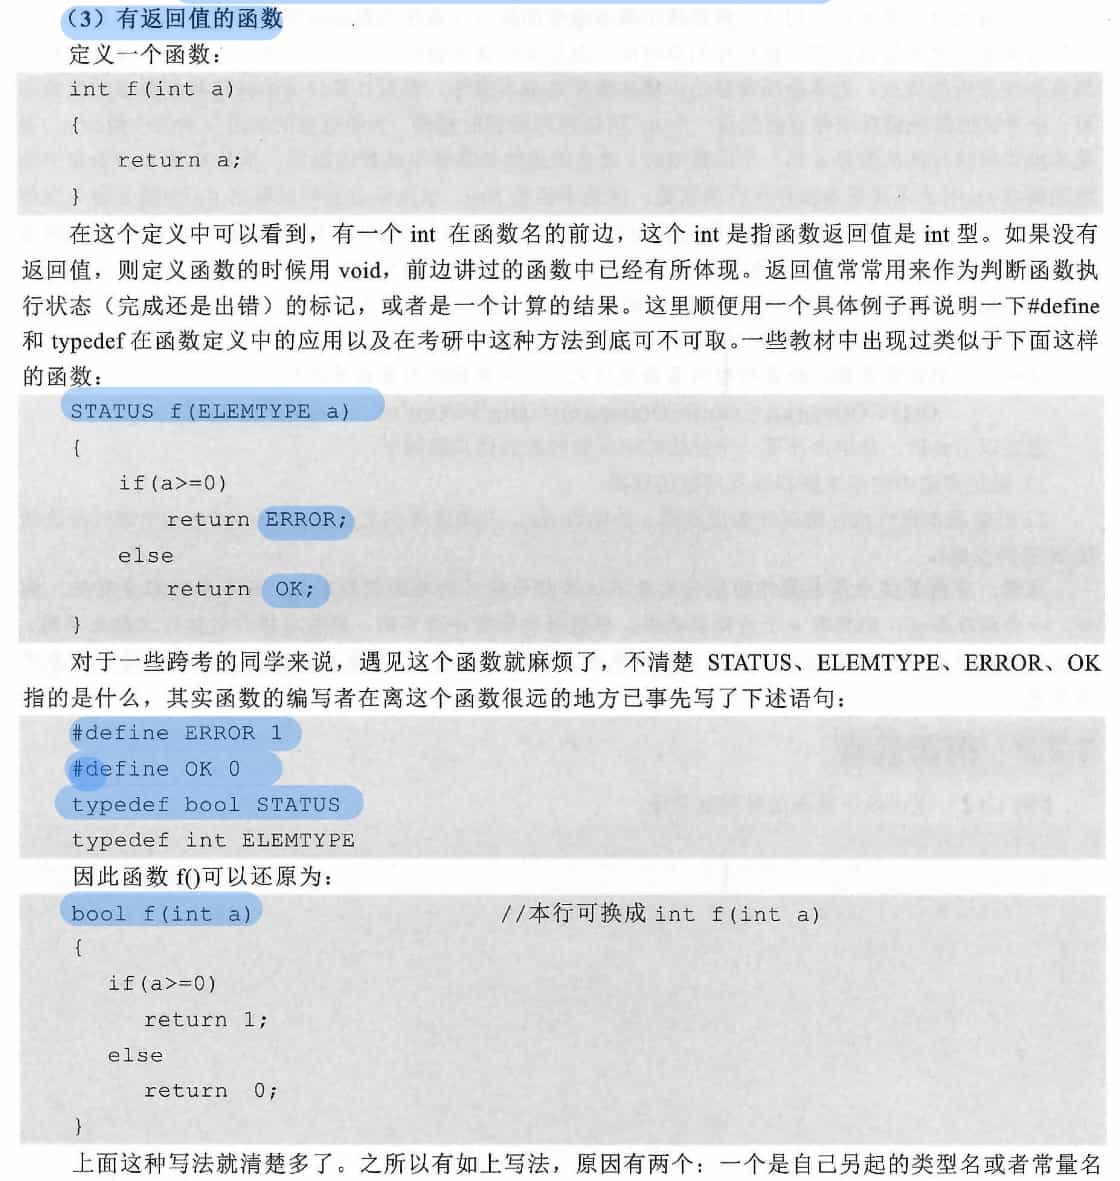 （3）有返回值的函数
定义一个函数：
int f(int a)
{
return a;
}
在这个定义中可以看到，有一个 int 在函数名的前边，这个 int 是指函数返回值是 int 型。如果没有
返回值，则定义函数的时候用 void，前边讲过的函数中已经有所体现。返回值常常用来作为判断函数执
行状态（完成还是出错）的标记，或者是一个计算的结果。这里顺便用一个具体例子再说明一下#define
和 typedef 在函数定义中的应用以及在考研中这种方法到底可不可取。一些教材中出现过类似于下面这样
的函数：
STATUS f(ELEMTYPE a)
{
if(a>=0)
return ERROR;
else
return OK;
}
对于一些跨考的同学来说，遇见这个函数就麻烦了，不清楚 STATUS、ELEMTYPE、ERROR、OK
指的是什么，其实函数的编写者在离这个函数很远的地方已事先写了下述语句：
#define ERROR 1
#define OK 0
typedef bool STATUS
typedef int ELEMTYPE
因此函数 f()可以还原为：
bool f(int a) //本行可换成 int f(int a)
{
if(a>=0)
return 1;
else
return 0;
}
上面这种写法就清楚多了。之所以有如上写法，原因有两个：一个是自己另起的类型名或者常量名